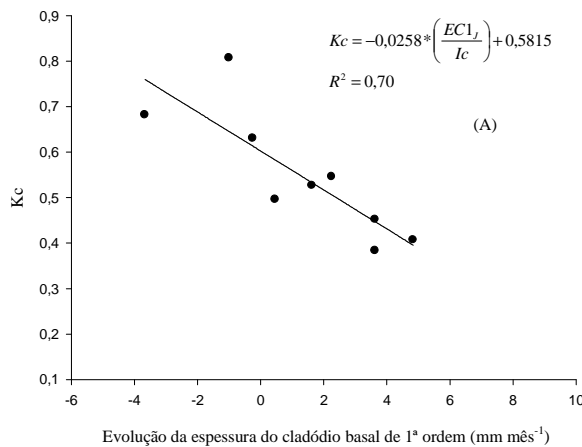 0,9
0,8
0,7
0,6
0,5
0,4
0,3
0,2
0,1
Kc
Kc = −0,0258 * (EC1_J / Ic) + 0,5815
R² = 0,70
(A)
-6 -4 -2 0 2 4 6 8 10
Evolução da espessura do cladódio basal de 1ª ordem (mm mês⁻¹)